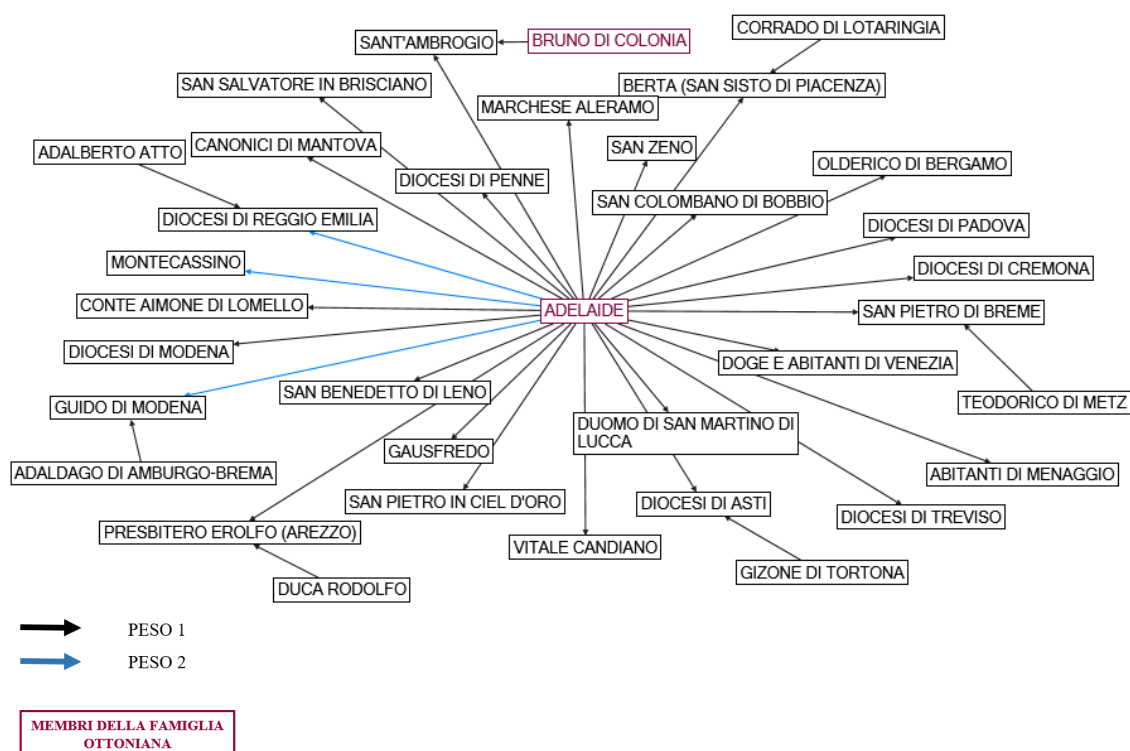 CORRADO DI LOTARINGIA
SANT'AMBROGIO
BRUNO DI COLONIA
SAN SALVATORE IN BRISCIANO
BERTA (SAN SISTO DI PIACENZA)
MARCHESE ALERAMO
ADALBERTO ATTO
CANONICI DI MANTOVA
SAN ZENO
OLDERICO DI BERGAMO
DIOCESI DI PENNE
SAN COLOMBANO DI BOBBIO
DIOCESI DI REGGIO EMILIA
DIOCESI DI PADOVA
MONTECASSINO
DIOCESI DI CREMONA
CONTE AIMONE DI LOMELLO
ADELAIDE
SAN PIETRO DI BREME
DIOCESI DI MODENA
DOGE E ABITANTI DI VENEZIA
SAN BENEDETTO DI LENO
GUIDO DI MODENA
TEODORICO DI METZ
DUOMO DI SAN MARTINO DI
LUCCA
GAUSFREDO
ADALDAGO DI AMBURGO-BREMA
ABITANTI DI MENAGGIO
SAN PIETRO IN CIEL D'ORO
DIOCESI DI ASTI
DIOCESI DI TREVISO
PRESBITERO EROLFO (AREZZO)
VITALE CANDIANO
GIZONE DI TORTONA
DUCA RODOLFO
PESO 1
PESO 2
MEMBRI DELLA FAMIGLIA
OTTONIANA